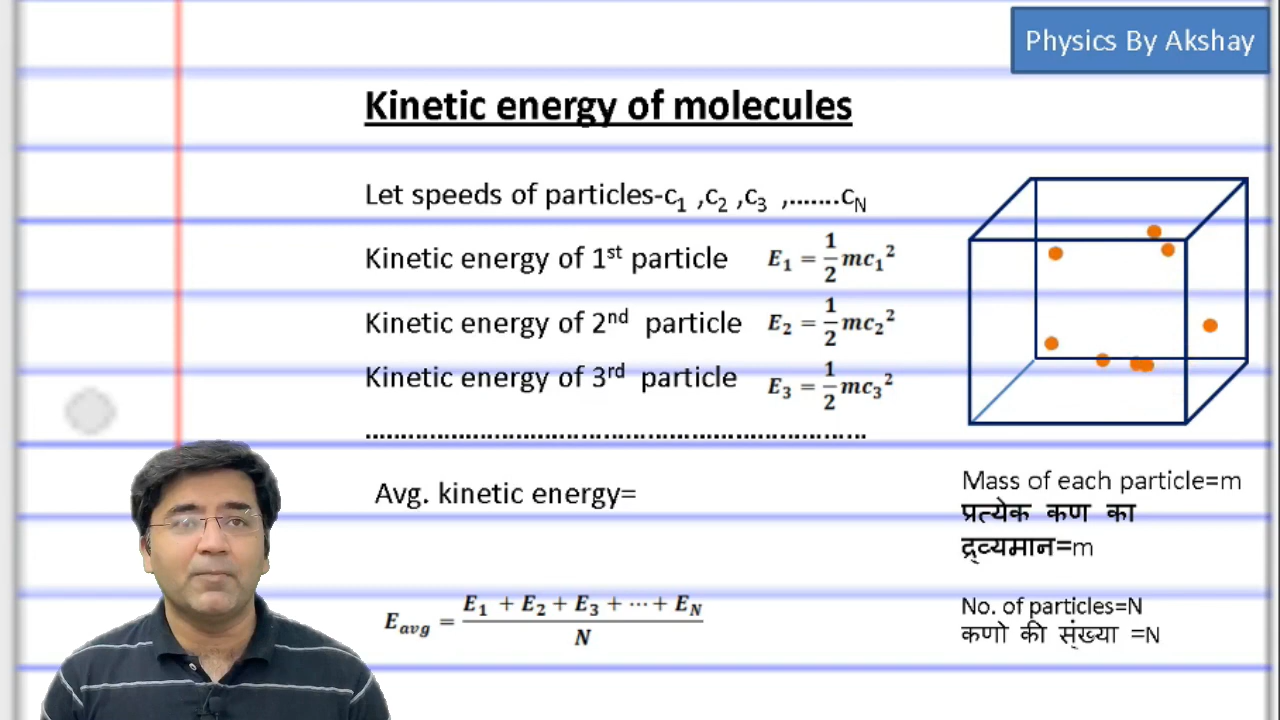 Physics By Akshay
Kinetic energy of molecules
Let speeds of particles-c₁ ,c₂ ,c₃ ,.......c_N
Kinetic energy of 1ˢᵗ particle E₁ = 1/2 mc₁²
Kinetic energy of 2ⁿᵈ particle E₂ = 1/2 mc₂²
Kinetic energy of 3ʳᵈ particle E₃ = 1/2 mc₃²
......................................................................
Avg. kinetic energy=
E_avg = (E₁ + E₂ + E₃ + ⋯ + E_N)/N
Mass of each particle=m
प्रत्येक कण का
द्रव्यमान=m
No. of particles=N
कणो की संख्या =N